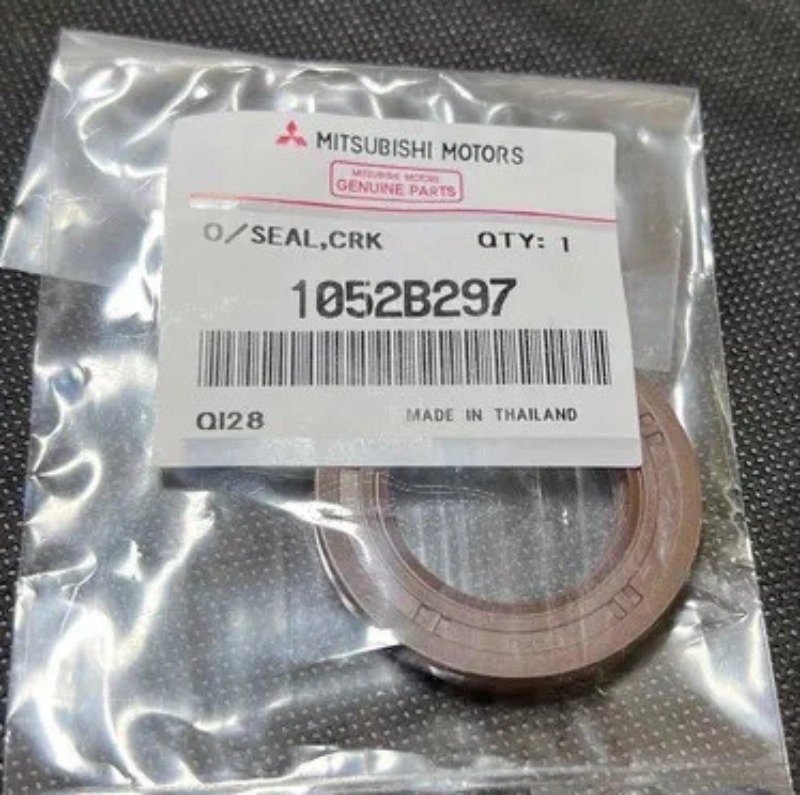 MITSUBISHI MOTORS
MITSUBISHI MOTORS
GENUINE PARTS
O/SEAL,CRK QTY: 1
1052B297
QI28 MADE IN THAILAND